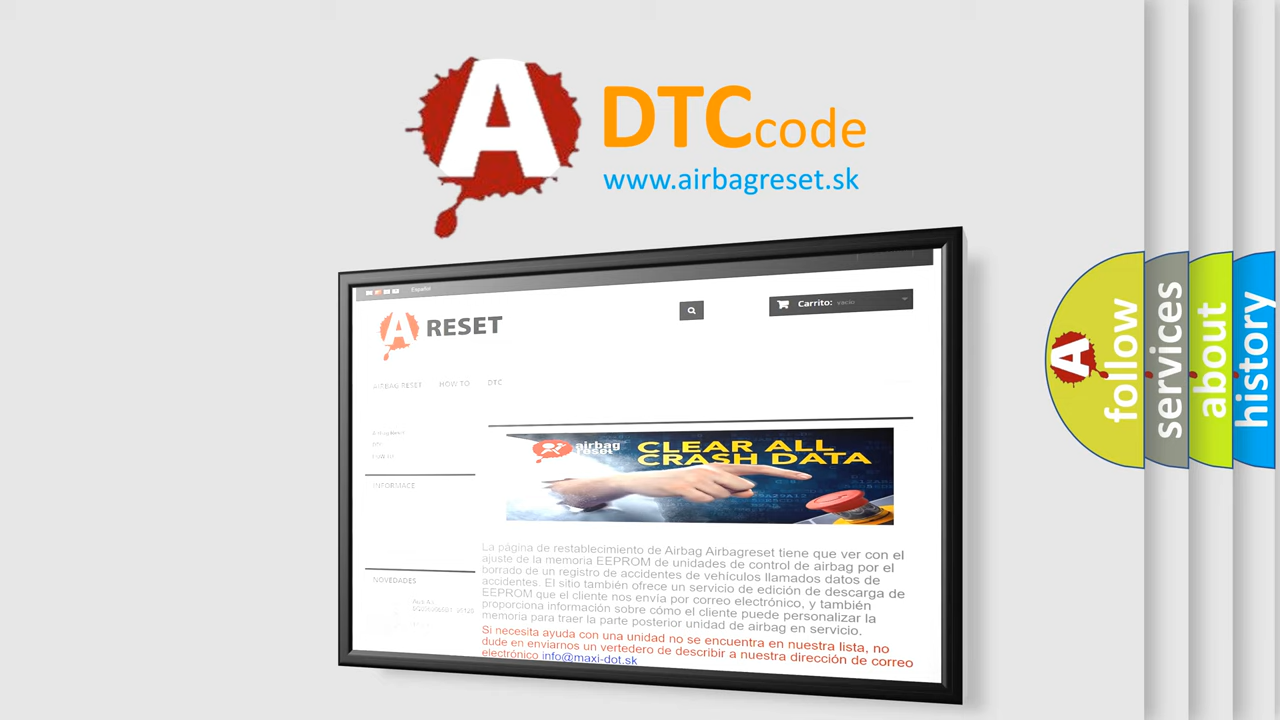 A DTCcode
www.airbagreset.sk
Español
A RESET
Carrito: vacío
AIRBAG RESET HOW TO DTC
INFORMACE
CLEAR ALL
CRASH DATA
airbag
reset
La página de restablecimiento de Airbag Airbagreset tiene que ver con el
ajuste de la memoria EEPROM de unidades de control de airbag por el
borrado de un registro de accidentes de vehículos llamados datos de
accidentes. El sitio también ofrece un servicio de edición de descarga de
EEPROM que el cliente nos envía por correo electrónico, y también
proporciona información sobre cómo el cliente puede personalizar la
memoria para traer la parte posterior unidad de airbag en servicio.
Si necesita ayuda con una unidad no se encuentra en nuestra lista, no
dude en enviarnos un vertedero de describir a nuestra dirección de correo
electrónico info@maxi-dot.sk
NOVEDADES
A follow
services
about
history